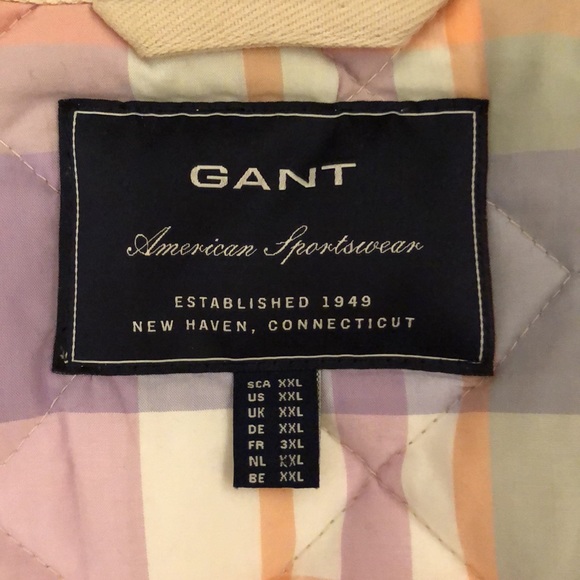 GANT
American Sportswear
ESTABLISHED 1949
NEW HAVEN, CONNECTICUT
SCA XXL
US XXL
UK XXL
DE XXL
FR 3XL
NL XXL
BE XXL